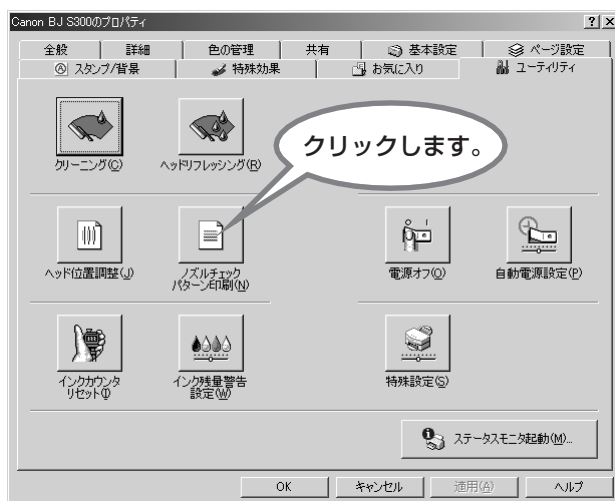 Canon BJ S300のプロパティ
全般 詳細 色の管理 共有 基本設定 ページ設定
スタンプ/背景 特殊効果 お気に入り ユーティリティ
クリーニング(C) ヘッドリフレッシング(R)
クリックします。
ヘッド位置調整(J) ノズルチェック
パターン印刷(N) 電源オフ(O) 自動電源設定(P)
インクカウンタ
リセット(I) インク残量警告
設定(W) 特殊設定(S)
ステータスモニタ起動(M)...
OK キャンセル 適用(A) ヘルプ